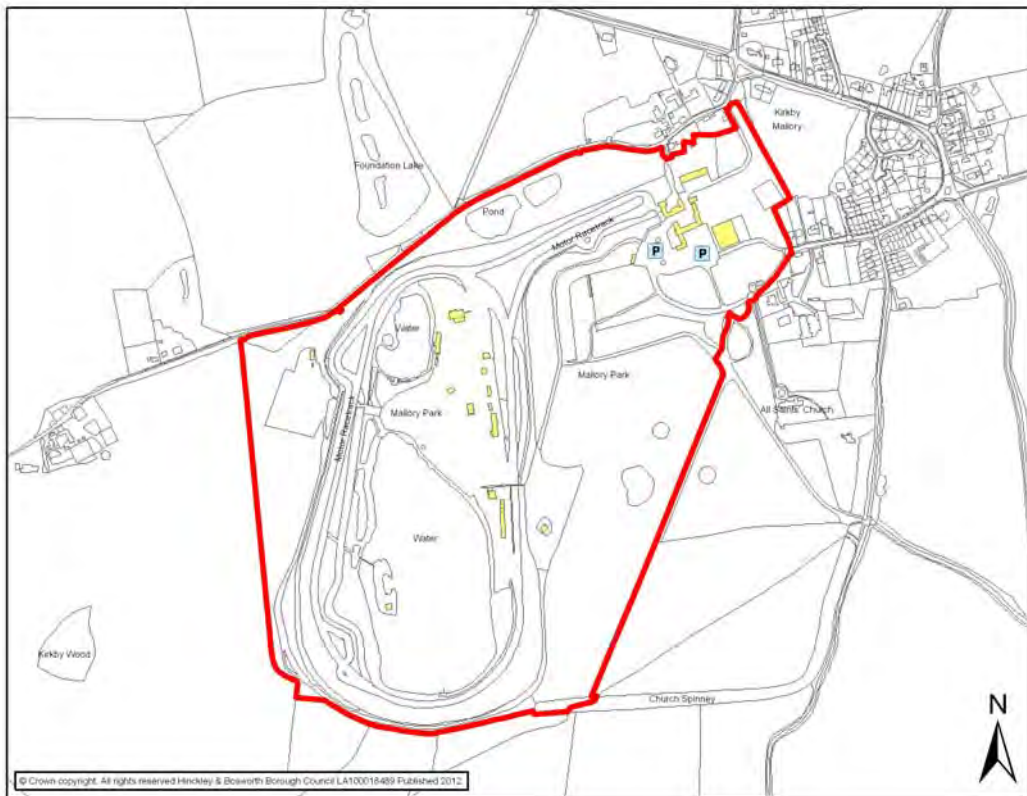 Kirkby
Mallory
Foundation Lake
Pond
Motor Racetrack
P
P
Water
Mallory Park
Mallory Park
Motor Racetrack
All Saints' Church
Water
Kirkby Wood
Church Spinney
N
© Crown copyright. All rights reserved Hinckley & Bosworth Borough Council LA100018489 Published 2012